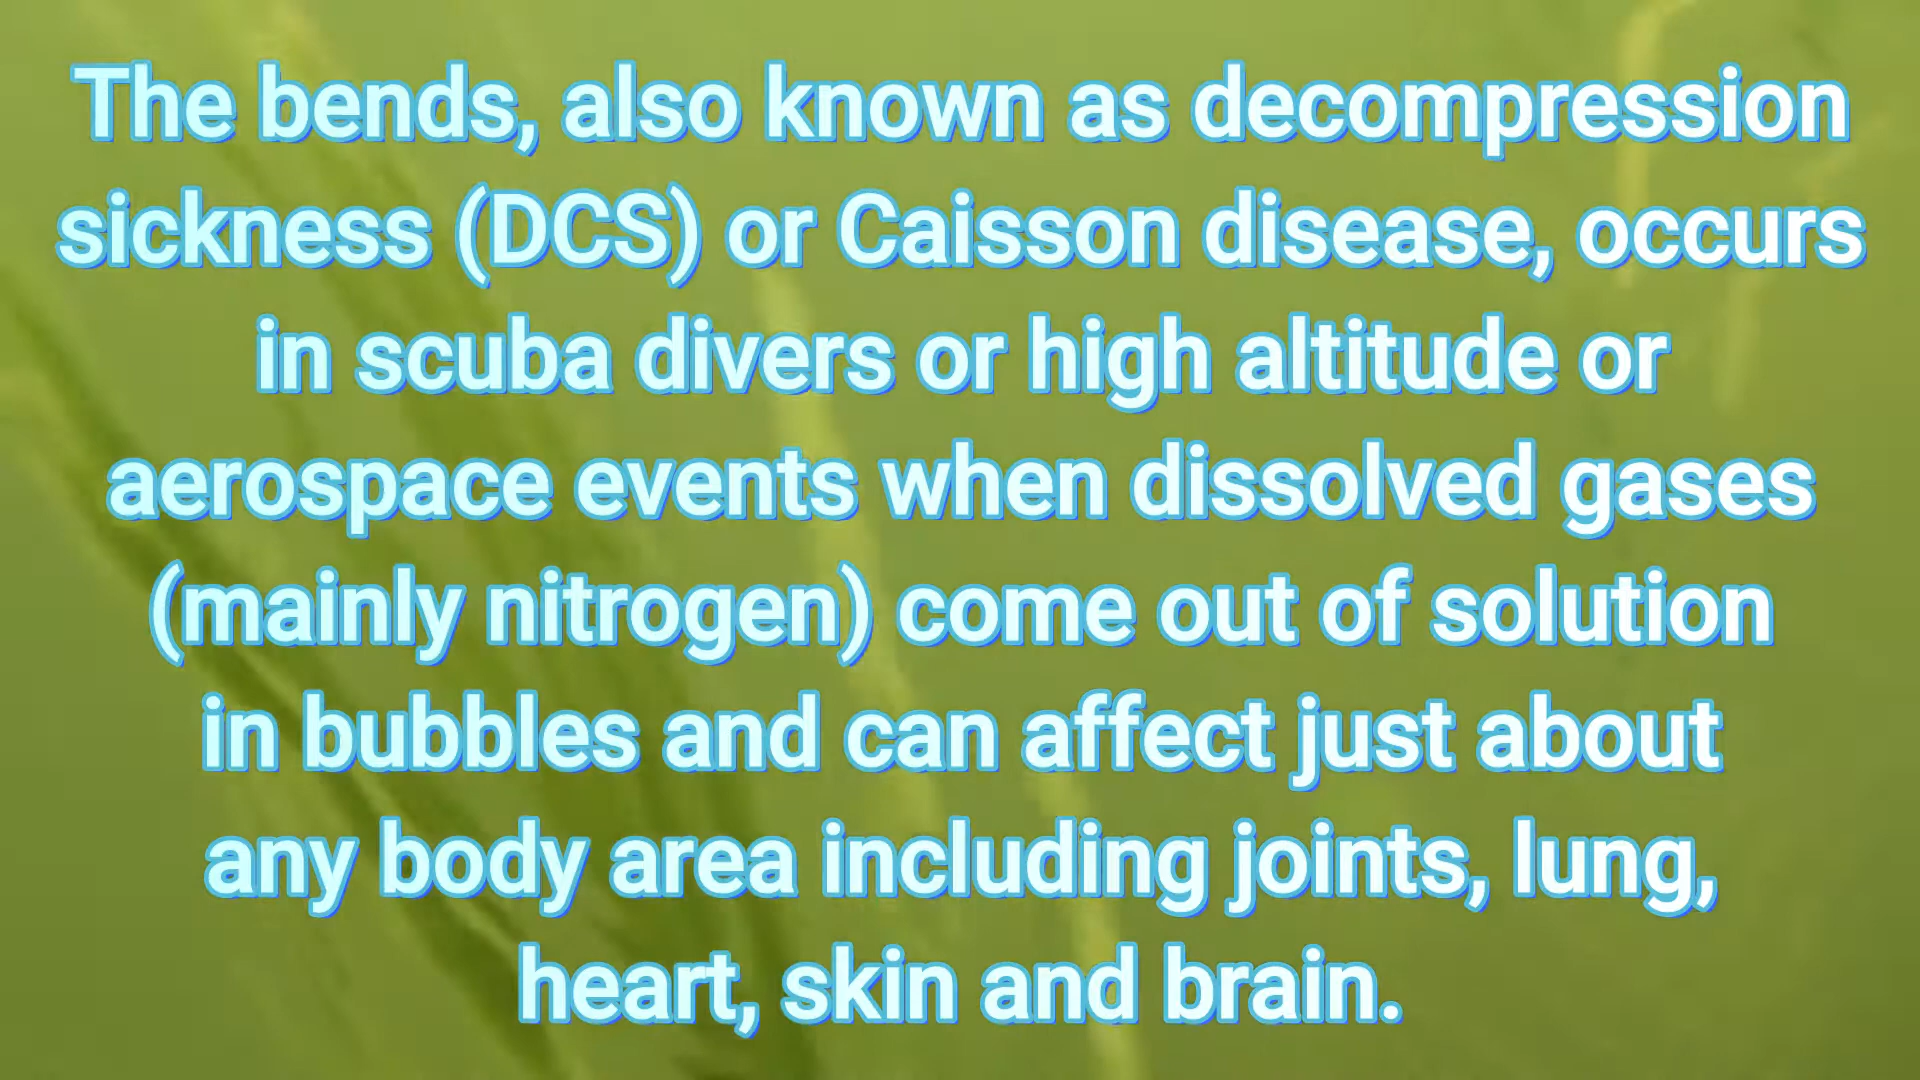 The bends, also known as decompression
sickness (DCS) or Caisson disease, occurs
in scuba divers or high altitude or
aerospace events when dissolved gases
(mainly nitrogen) come out of solution
in bubbles and can affect just about
any body area including joints, lung,
heart, skin and brain.